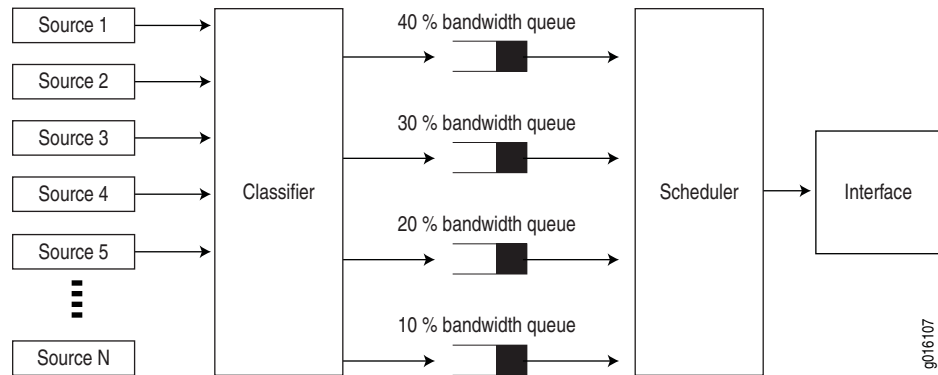 Source 1
Source 2
Source 3
Source 4
Source 5
Source N
Classifier
40 % bandwidth queue
30 % bandwidth queue
20 % bandwidth queue
10 % bandwidth queue
Scheduler
Interface
g016107